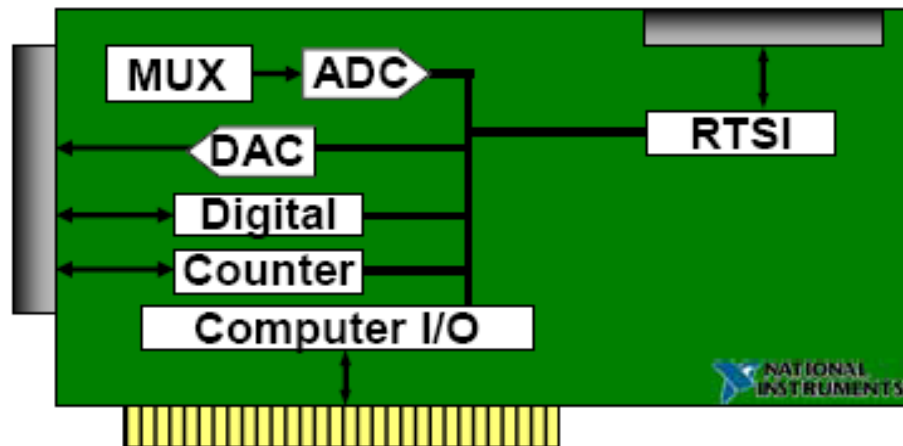 MUX
ADC
RTSI
DAC
Digital
Counter
Computer I/O
NATIONAL
INSTRUMENTS